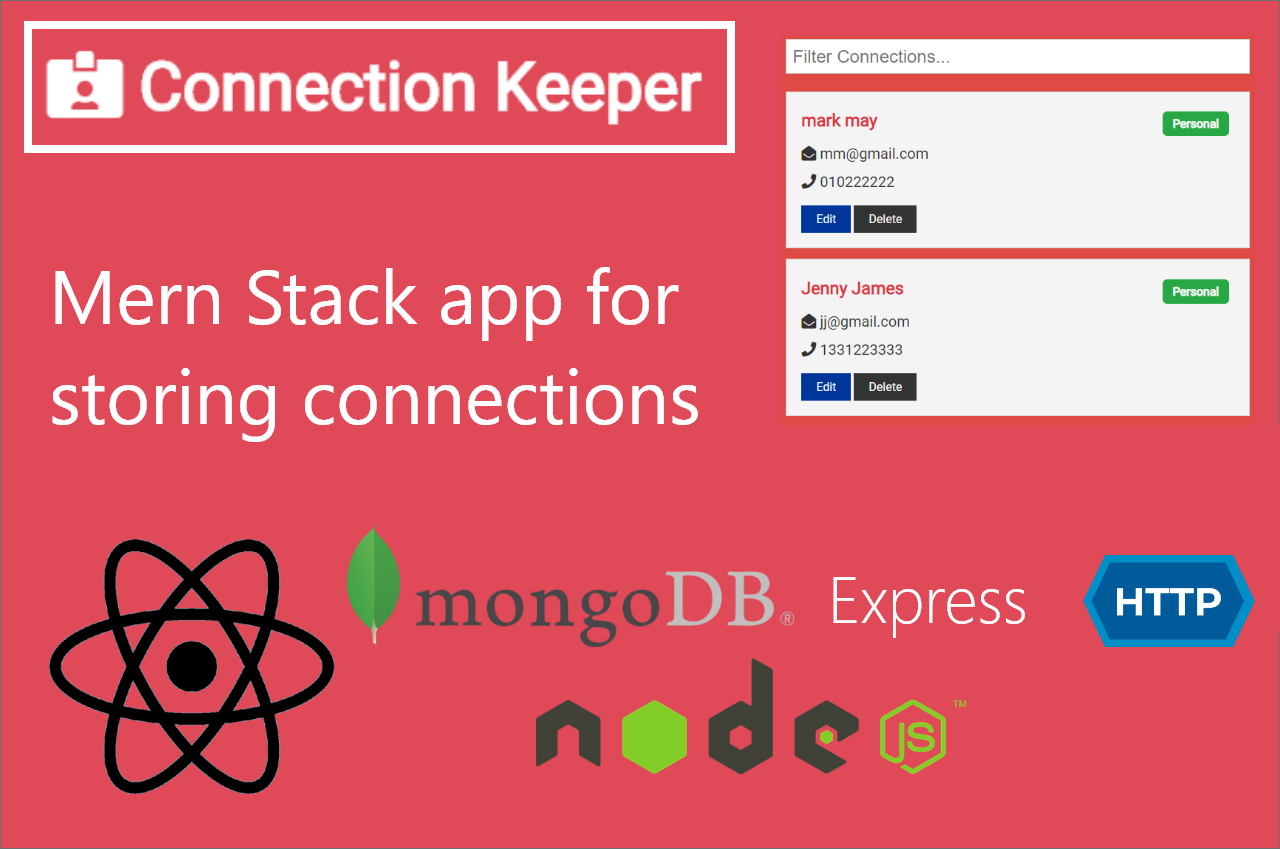 Connection Keeper
Mern Stack app for
storing connections
Filter Connections...
mark may
Personal
mm@gmail.com
010222222
Edit Delete
Jenny James
Personal
jj@gmail.com
1331223333
Edit Delete
mongoDB®
Express
HTTP
node JS™